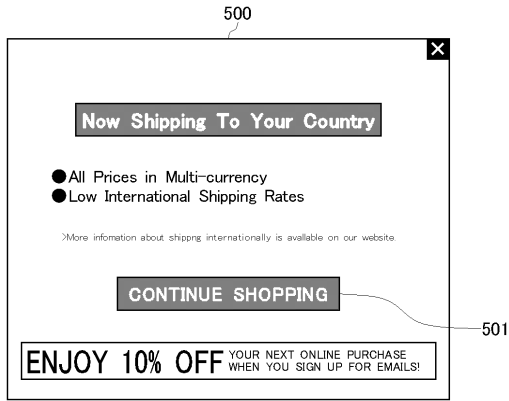 500
X
Now Shipping To Your Country
●All Prices in Multi-currency
●Low International Shipping Rates
>More infomation about shippng internationally is available on our website.
CONTINUE SHOPPING
501
ENJOY 10% OFF YOUR NEXT ONLINE PURCHASE
WHEN YOU SIGN UP FOR EMAILS!